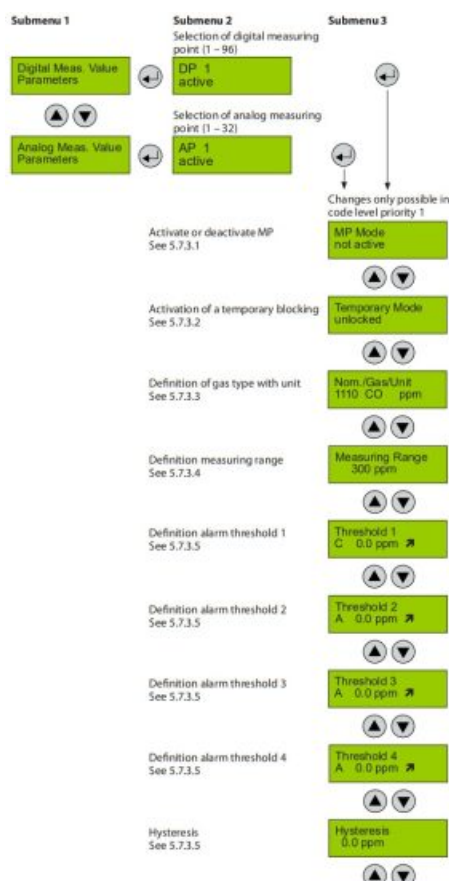 Submenu 1
Submenu 2
Submenu 3
Selection of digital measuring
point (1 – 96)
Digital Meas. Value
Parameters
DP 1
active
Selection of analog measuring
point (1 – 32)
Analog Meas. Value
Parameters
AP 1
active
Changes only possible in
code level priority 1
Activate or deactivate MP
See 5.7.3.1
MP Mode
not active
Activation of a temporary blocking
See 5.7.3.2
Temporary Mode
unlocked
Definition of gas type with unit
See 5.7.3.3
Nom./Gas/Unit
1110 CO ppm
Definition measuring range
See 5.7.3.4
Measuring Range
300 ppm
Definition alarm threshold 1
See 5.7.3.5
Threshold 1
C 0.0 ppm ↗
Definition alarm threshold 2
See 5.7.3.5
Threshold 2
A 0.0 ppm ↗
Definition alarm threshold 3
See 5.7.3.5
Threshold 3
A 0.0 ppm ↗
Definition alarm threshold 4
See 5.7.3.5
Threshold 4
A 0.0 ppm ↗
Hysteresis
See 5.7.3.5
Hysteresis
0.0 ppm